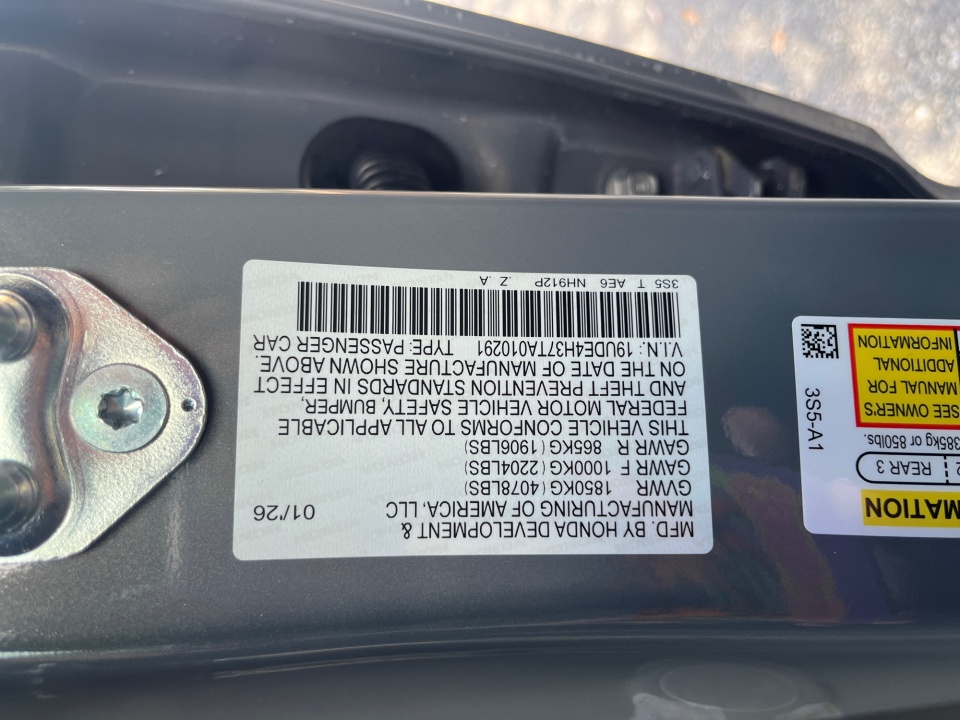 MFD. BY HONDA DEVELOPMENT &
MANUFACTURING OF AMERICA, LLC 01/'26
GVWR 1850KG (4078LBS)
GAWR F 1000KG (2204LBS)
GAWR R 865KG (1906LBS)
THIS VEHICLE CONFORMS TO ALL APPLICABLE
FEDERAL MOTOR VEHICLE SAFETY, BUMPER,
AND THEFT PREVENTION STANDARDS IN EFFECT
ON THE DATE OF MANUFACTURE SHOWN ABOVE.
V.I.N.: 19UDE4H37TA010291 TYPE: PASSENGER CAR
3S5 T AE6 NH912P .Z .A
MATION
2 REAR 3
385kg or 850lbs.
SEE OWNER'S
MANUAL FOR
ADDITIONAL
INFORMATION
3S5-A1